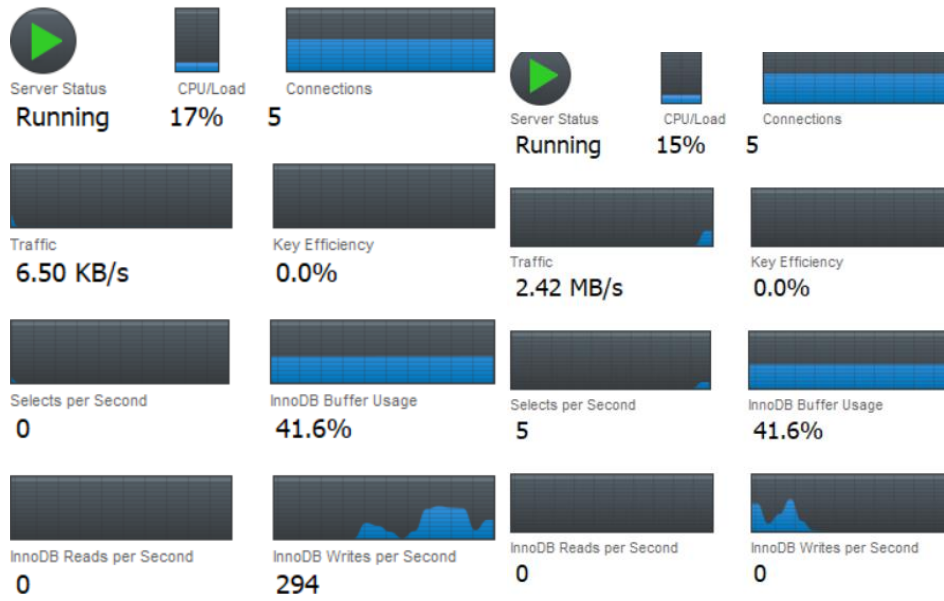 Server Status CPU/Load Connections
Running 17% 5
Traffic Key Efficiency
6.50 KB/s 0.0%
Selects per Second InnoDB Buffer Usage
0 41.6%
InnoDB Reads per Second InnoDB Writes per Second
0 294
Server Status CPU/Load Connections
Running 15% 5
Traffic Key Efficiency
2.42 MB/s 0.0%
Selects per Second InnoDB Buffer Usage
5 41.6%
InnoDB Reads per Second InnoDB Writes per Second
0 0